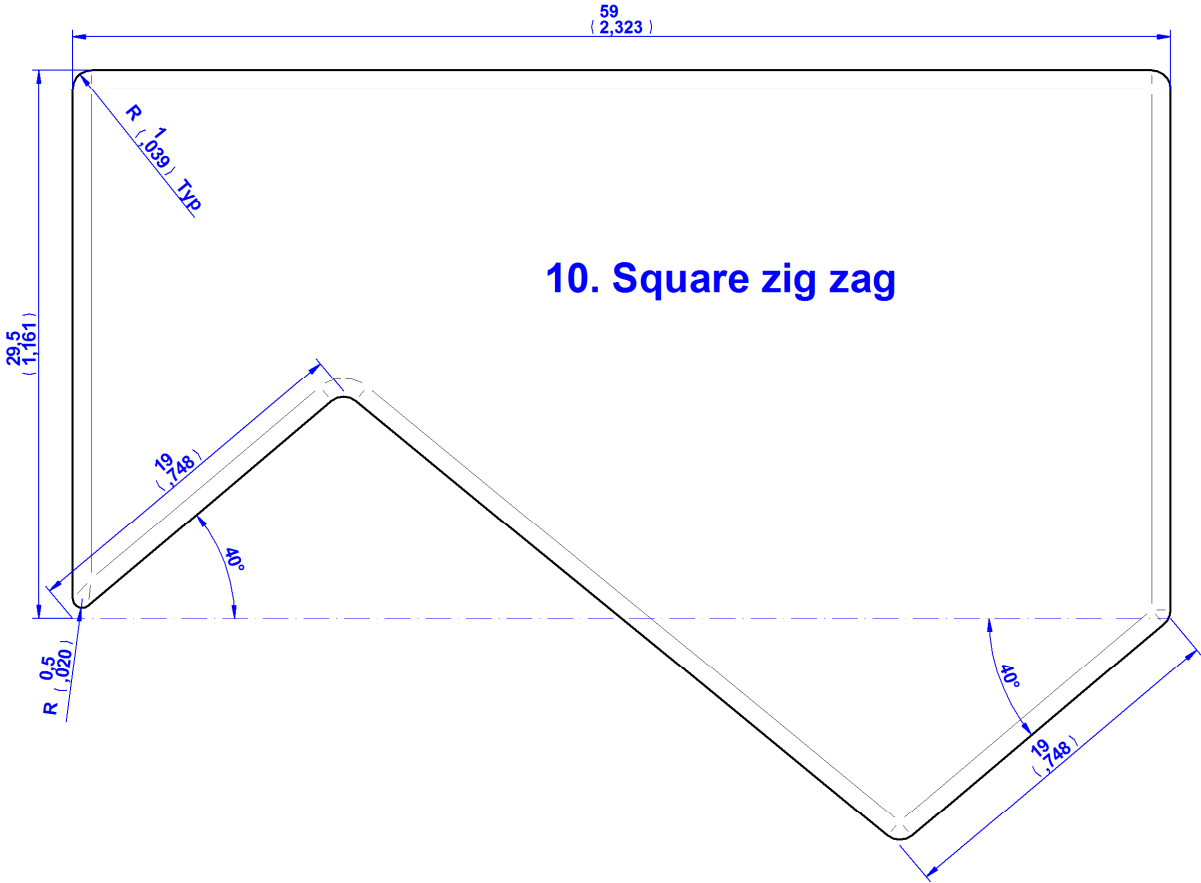 59
( 2,323 )
R 1
( ,039 ) Typ
10. Square zig zag
29,5
( 1,161 )
19
( ,748 )
40°
R 0,5
( ,020 )
40°
19
( ,748 )